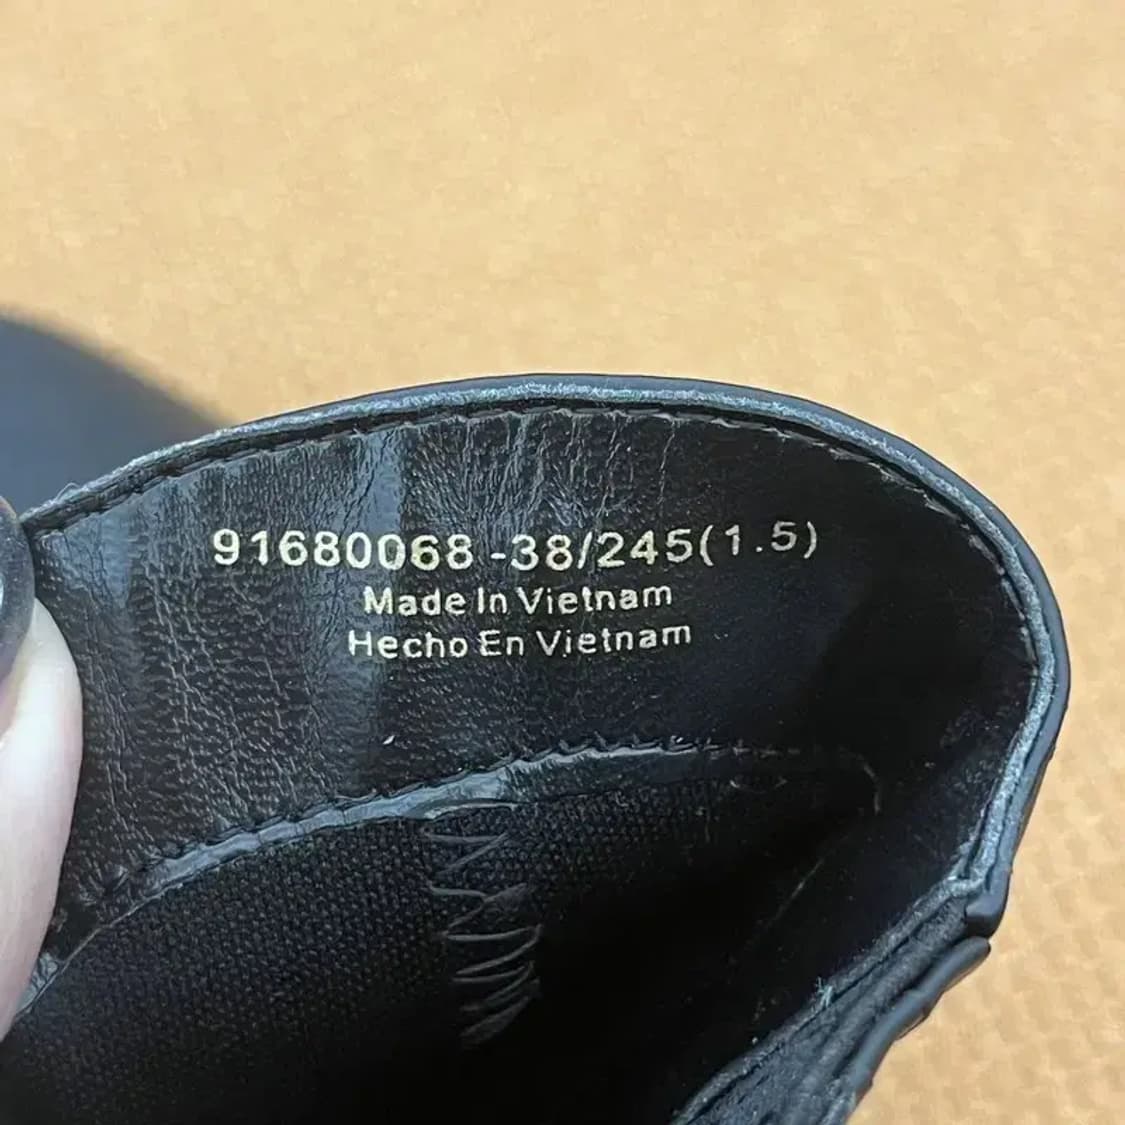 91680068 -38/245(1.5)
Made In Vietnam
Hecho En Vietnam